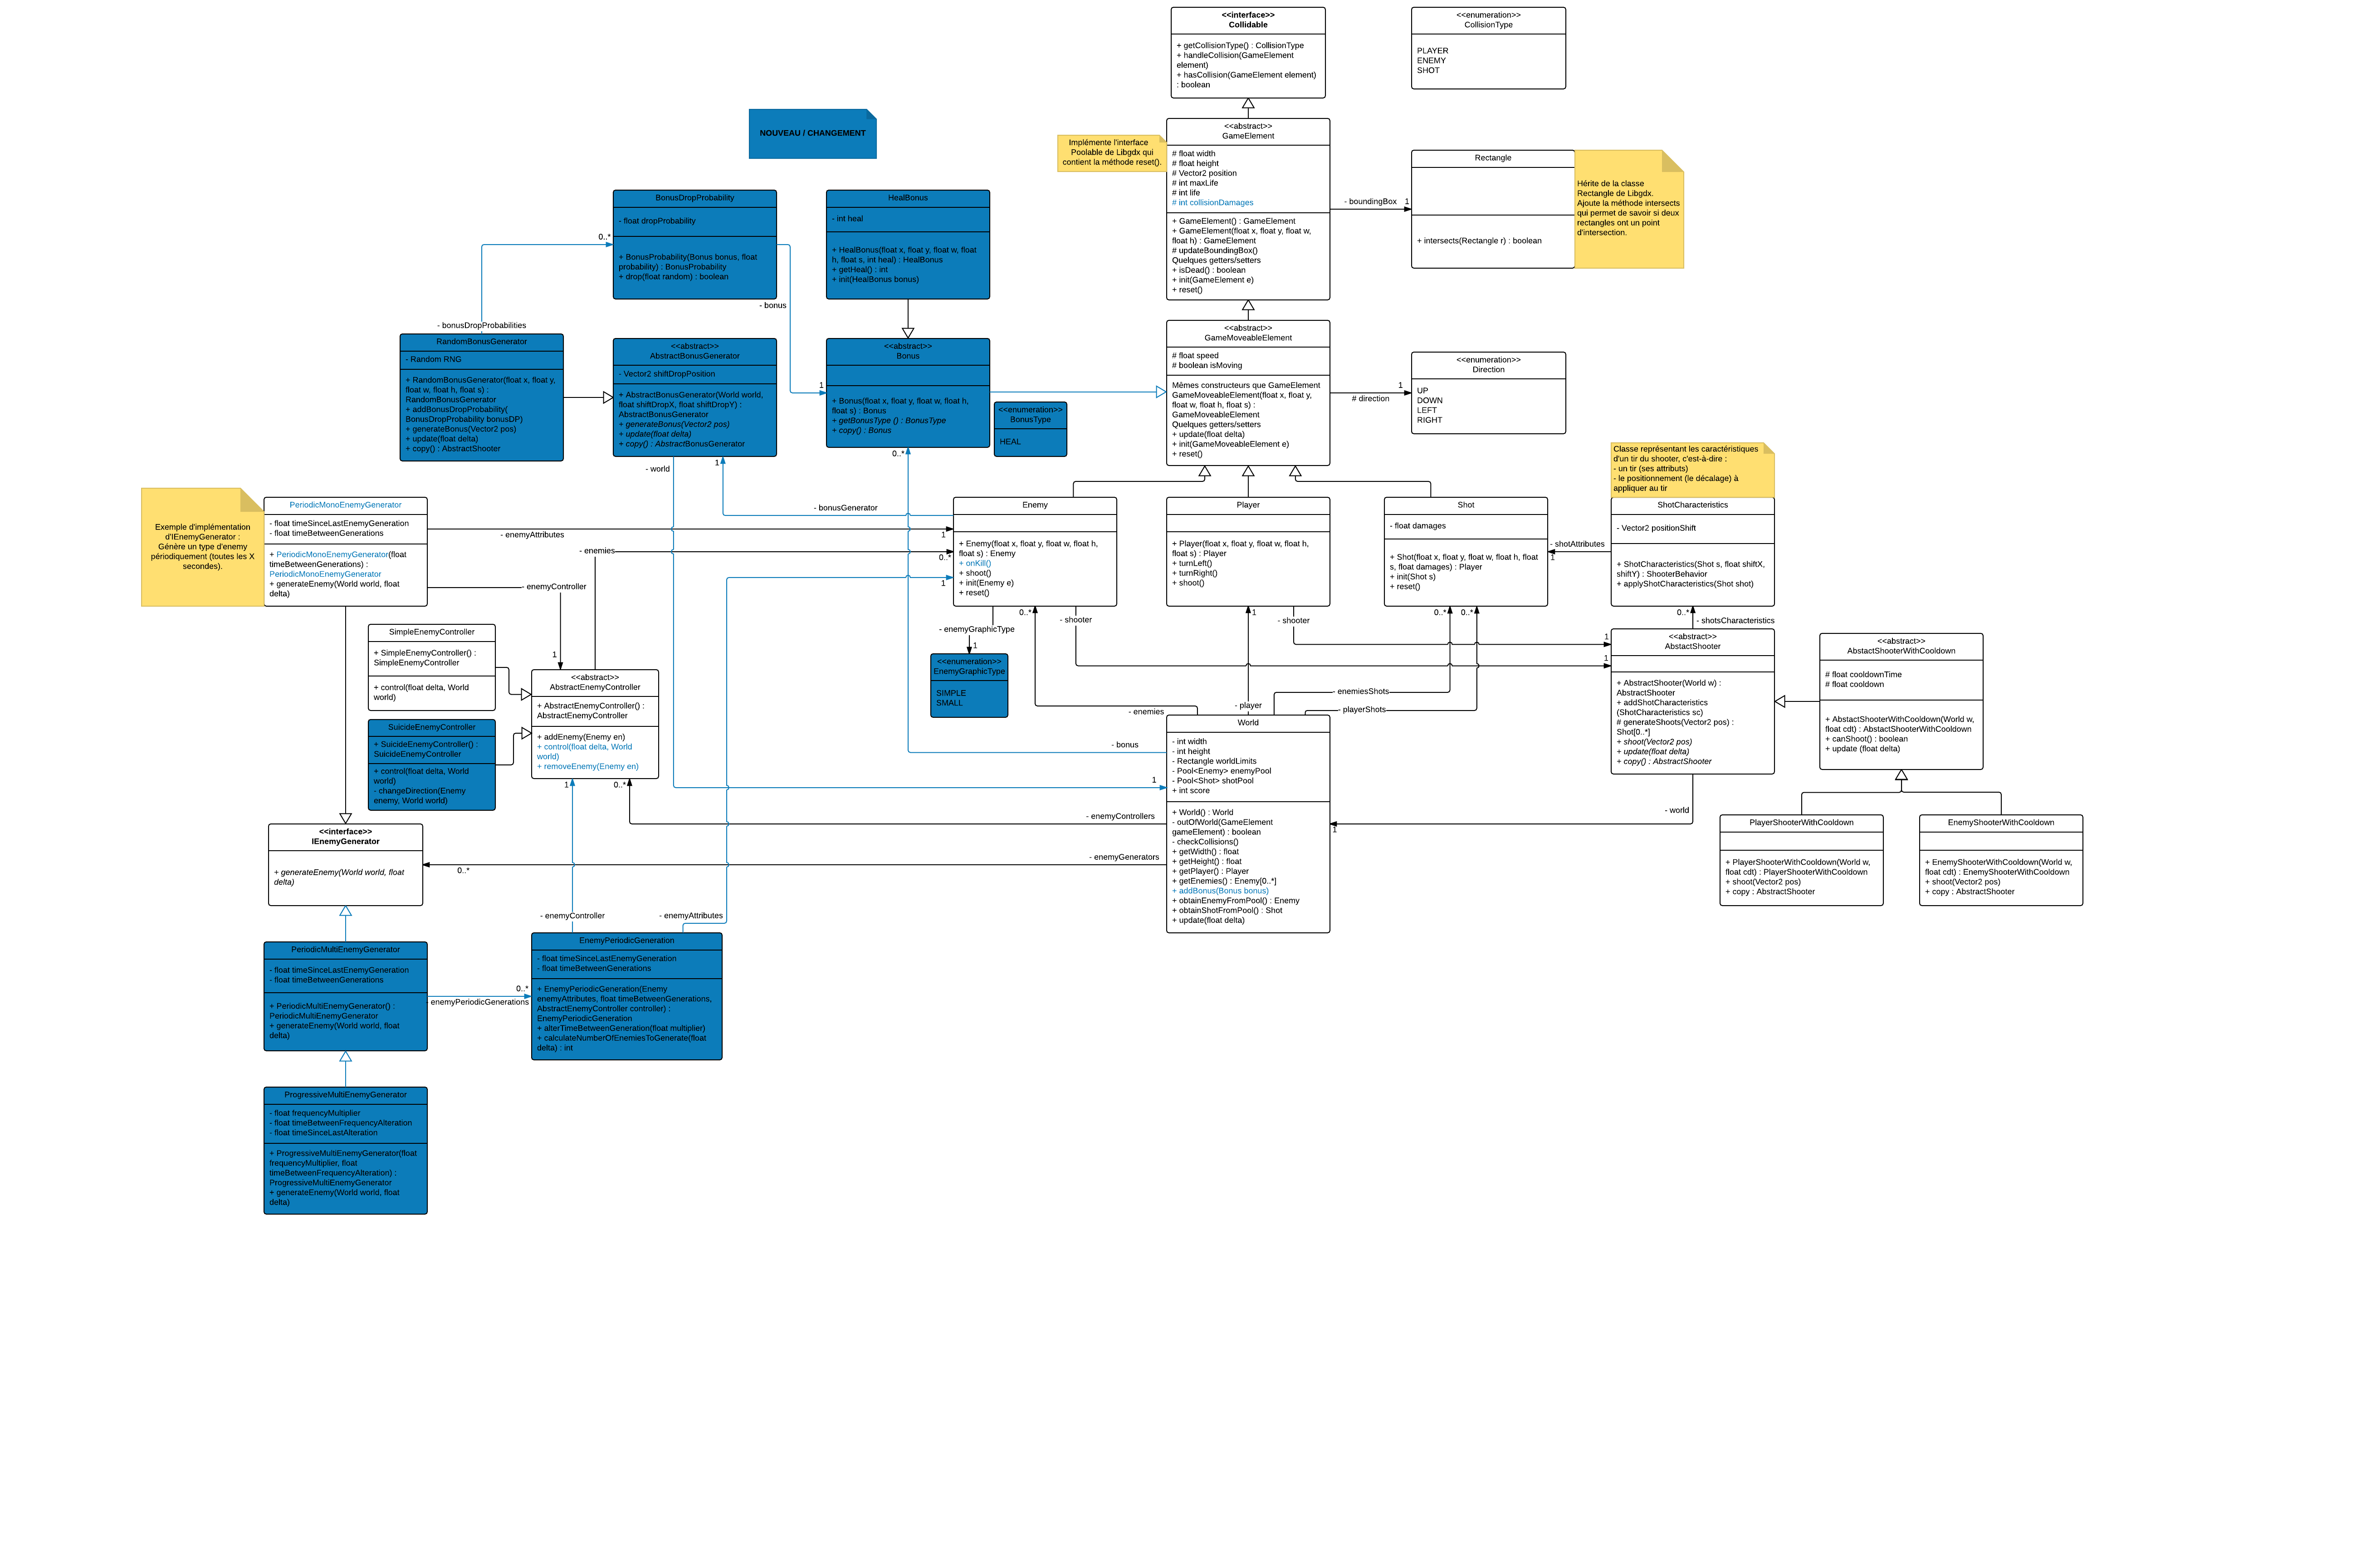 <<interface>>
Collidable
+ getCollisionType() : CollisionType
+ handleCollision(GameElement
element)
+ hasCollision(GameElement element)
: boolean
<<enumeration>>
CollisionType
PLAYER
ENEMY
SHOT
NOUVEAU / CHANGEMENT
Implémente l'interface
Poolable de Libgdx qui
contient la méthode reset().
<<abstract>>
GameElement
# float width
# float height
# Vector2 position
# int maxLife
# int life
# int collisionDamages
+ GameElement() : GameElement
+ GameElement(float x, float y, float w,
float h) : GameElement
# updateBoundingBox()
Quelques getters/setters
+ isDead() : boolean
+ init(GameElement e)
+ reset()
- boundingBox
1
Rectangle
+ intersects(Rectangle r) : boolean
Hérite de la classe
Rectangle de Libgdx.
Ajoute la méthode intersects
qui permet de savoir si deux
rectangles ont un point
d'intersection.
BonusDropProbability
- float dropProbability
+ BonusProbability(Bonus bonus, float
probability) : BonusProbability
+ drop(float random) : boolean
0..*
- bonusDropProbabilities
- bonus
1
HealBonus
- int heal
+ HealBonus(float x, float y, float w, float
h, float s, int heal) : HealBonus
+ getHeal() : int
+ init(HealBonus bonus)
RandomBonusGenerator
- Random RNG
+ RandomBonusGenerator(float x, float y,
float w, float h, float s) :
RandomBonusGenerator
+ addBonusDropProbability(
BonusDropProbability bonusDP)
+ generateBonus(Vector2 pos)
+ update(float delta)
+ copy() : AbstractShooter
<<abstract>>
AbstractBonusGenerator
- Vector2 shiftDropPosition
+ AbstractBonusGenerator(World world,
float shiftDropX, float shiftDropY) :
AbstractBonusGenerator
+ generateBonus(Vector2 pos)
+ update(float delta)
+ copy() : AbstractBonusGenerator
- world
1
<<abstract>>
Bonus
+ Bonus(float x, float y, float w, float h,
float s) : Bonus
+ getBonusType () : BonusType
+ copy() : Bonus
0..*
<<enumeration>>
BonusType
HEAL
<<abstract>>
GameMoveableElement
# float speed
# boolean isMoving
Mêmes constructeurs que GameElement
GameMoveableElement(float x, float y,
float w, float h, float s) :
GameMoveableElement
Quelques getters/setters
+ update(float delta)
+ init(GameMoveableElement e)
+ reset()
1
# direction
<<enumeration>>
Direction
UP
DOWN
LEFT
RIGHT
Classe représentant les caractéristiques
d'un tir du shooter, c'est-à-dire :
- un tir (ses attributs)
- le positionnement (le décalage) à
appliquer au tir
Exemple d'implémentation
d'IEnemyGenerator :
Génère un type d'enemy
périodiquement (toutes les X
secondes).
PeriodicMonoEnemyGenerator
- float timeSinceLastEnemyGeneration
- float timeBetweenGenerations
+ PeriodicMonoEnemyGenerator(float
timeBetweenGenerations) :
PeriodicMonoEnemyGenerator
+ generateEnemy(World world, float
delta)
- bonusGenerator
- enemyAttributes
1
- enemies
0..*
1
- enemyController
1
Enemy
+ Enemy(float x, float y, float w, float h,
float s) : Enemy
+ onKill()
+ shoot()
+ init(Enemy e)
+ reset()
Player
+ Player(float x, float y, float w, float h,
float s) : Player
+ turnLeft()
+ turnRight()
+ shoot()
Shot
- float damages
+ Shot(float x, float y, float w, float h, float
s, float damages) : Player
+ init(Shot s)
+ reset()
- shotAttributes
1
ShotCharacteristics
- Vector2 positionShift
+ ShotCharacteristics(Shot s, float shiftX,
shiftY) : ShooterBehavior
+ applyShotCharacteristics(Shot shot)
0..*
- shooter
1
- shooter
0..*
0..*
0..*
- shotsCharacteristics
- enemyGraphicType
1
<<enumeration>>
EnemyGraphicType
SIMPLE
SMALL
1
1
SimpleEnemyController
+ SimpleEnemyController() :
SimpleEnemyController
+ control(float delta, World
world)
<<abstract>>
AbstractEnemyController
+ AbstractEnemyController() :
AbstractEnemyController
+ addEnemy(Enemy en)
+ control(float delta, World
world)
+ removeEnemy(Enemy en)
1
0..*
SuicideEnemyController
+ SuicideEnemyController() :
SuicideEnemyController
+ control(float delta, World
world)
- changeDirection(Enemy
enemy, World world)
<<abstract>>
AbstactShooter
+ AbstractShooter(World w) :
AbstractShooter
+ addShotCharacteristics
(ShotCharacteristics sc)
# generateShoots(Vector2 pos) :
Shot[0..*]
+ shoot(Vector2 pos)
+ update(float delta)
+ copy() : AbstractShooter
<<abstract>>
AbstactShooterWithCooldown
# float cooldownTime
# float cooldown
+ AbstactShooterWithCooldown(World w,
float cdt) : AbstactShooterWithCooldown
+ canShoot() : boolean
+ update (float delta)
- enemies
- player
- enemiesShots
- playerShots
- bonus
World
- int width
- int height
- Rectangle worldLimits
- Pool<Enemy> enemyPool
- Pool<Shot> shotPool
+ int score
+ World() : World
- outOfWorld(GameElement
gameElement) : boolean
- checkCollisions()
+ getWidth() : float
+ getHeight() : float
+ getPlayer() : Player
+ getEnemies() : Enemy[0..*]
+ addBonus(Bonus bonus)
+ obtainEnemyFromPool() : Enemy
+ obtainShotFromPool() : Shot
+ update(float delta)
1
- world
- enemyControllers
- enemyGenerators
0..*
PlayerShooterWithCooldown
+ PlayerShooterWithCooldown(World w,
float cdt) : PlayerShooterWithCooldown
+ shoot(Vector2 pos)
+ copy : AbstractShooter
EnemyShooterWithCooldown
+ EnemyShooterWithCooldown(World w,
float cdt) : EnemyShooterWithCooldown
+ shoot(Vector2 pos)
+ copy : AbstractShooter
<<interface>>
IEnemyGenerator
+ generateEnemy(World world, float
delta)
- enemyController
- enemyAttributes
PeriodicMultiEnemyGenerator
- float timeSinceLastEnemyGeneration
- float timeBetweenGenerations
+ PeriodicMultiEnemyGenerator() :
PeriodicMultiEnemyGenerator
+ generateEnemy(World world, float
delta)
0..*
- enemyPeriodicGenerations
EnemyPeriodicGeneration
- float timeSinceLastEnemyGeneration
- float timeBetweenGenerations
+ EnemyPeriodicGeneration(Enemy
enemyAttributes, float timeBetweenGenerations,
AbstractEnemyController controller) :
EnemyPeriodicGeneration
+ alterTimeBetweenGeneration(float multiplier)
+ calculateNumberOfEnemiesToGenerate(float
delta) : int
ProgressiveMultiEnemyGenerator
- float frequencyMultiplier
- float timeBetweenFrequencyAlteration
- float timeSinceLastAlteration
+ ProgressiveMultiEnemyGenerator(float
frequencyMultiplier, float
timeBetweenFrequencyAlteration) :
ProgressiveMultiEnemyGenerator
+ generateEnemy(World world, float
delta)